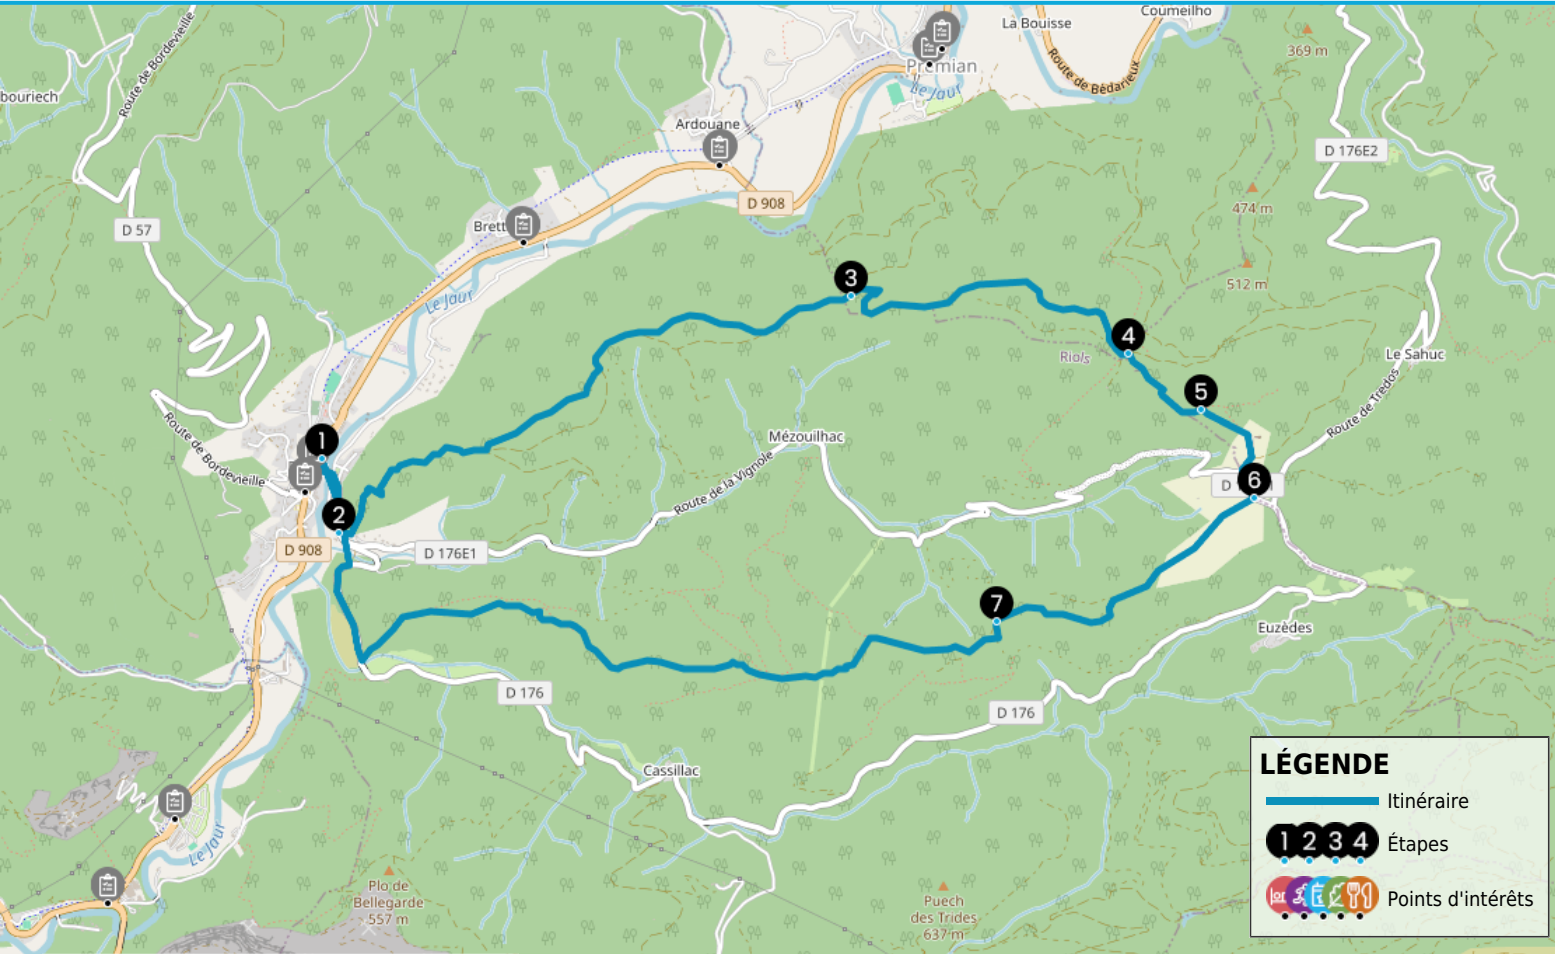 Coumeilho
La Bouisse
Route de Bordevieille
369 m
Prémian
Route de Bédarieux
bouriech
Le Jaur
Ardouane
D 176E2
D 908
474 m
Brett
D 57
3
512 m
Le Jaur
4
Le Sahuc
Riols
5
Route de Tredos
1
Mézouilhac
Route de Bordevieille
Route de la Vignole
D
6
2
D 908
D 176E1
7
Euzèdes
D 176
D 176
Cassillac
LÉGENDE
Itinéraire
1 2 3 4
Étapes
Le Jaur
Plo de
Bellegarde
557 m
Puech
des Trides
637 m
Points d'intérêts